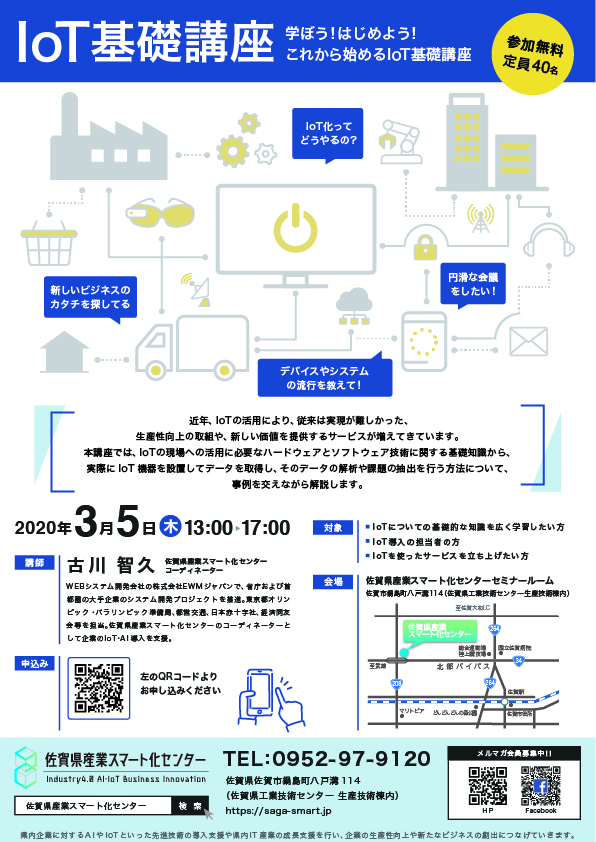 IoT基礎講座
学ぼう！はじめよう！
これから始めるIoT基礎講座
参加無料
定員40名
IoT化って
どうやるの？
新しいビジネスの
カタチを探してる
円滑な会議
をしたい！
デバイスやシステム
の流行を教えて！
近年、IoTの活用により、従来は実現が難しかった、
生産性向上の取組や、新しい価値を提供するサービスが増えてきています。
本講座では、IoTの現場への活用に必要なハードウェアとソフトウェア技術に関する基礎知識から、
実際にIoT機器を設置してデータを取得し、そのデータの解析や課題の抽出を行う方法について、
事例を交えながら解説します。
2020年3月5日 木 13:00▶17:00
講師
古川 智久
佐賀県産業スマート化センター
コーディネーター
WEBシステム開発会社の株式会社EWMジャパンで、省庁および首
都圏の大手企業のシステム開発プロジェクトを推進。東京都オリン
ピック・パラリンピック準備局、都営交通、日本赤十字社、経済同友
会等を担当。佐賀県産業スマート化センターのコーディネーターと
して企業のIoT・AI導入を支援。
申込み
左のQRコードより
お申し込みください
対象
IoTについての基礎的な知識を広く学習したい方
IoT導入の担当者の方
IoTを使ったサービスを立ち上げたい方
会場
佐賀県産業スマート化センターセミナールーム
佐賀市鍋島町八戸溝114（佐賀県工業技術センター生産技術棟内）
至佐賀大和I.C
264
佐賀県産業
スマート化センター
総合運動場
陸上競技場
国立佐賀病院
至武雄
北部バイパス
34
208
264
佐賀駅
マリトピア
どんどんどんの森公園
佐賀市役所
佐賀県産業スマート化センター
Industry4.0 AI・IoT Business Innovation
佐賀県産業スマート化センター
検索
TEL:0952-97-9120
佐賀県佐賀市鍋島町八戸溝114
（佐賀県工業技術センター 生産技術棟内）
https://saga-smart.jp
メルマガ会員募集中!!
HP
Facebook
県内企業に対するAIやIoTといった先進技術の導入支援や県内IT産業の成長支援を行い、企業の生産性向上や新たなビジネスの創出につなげていきます。